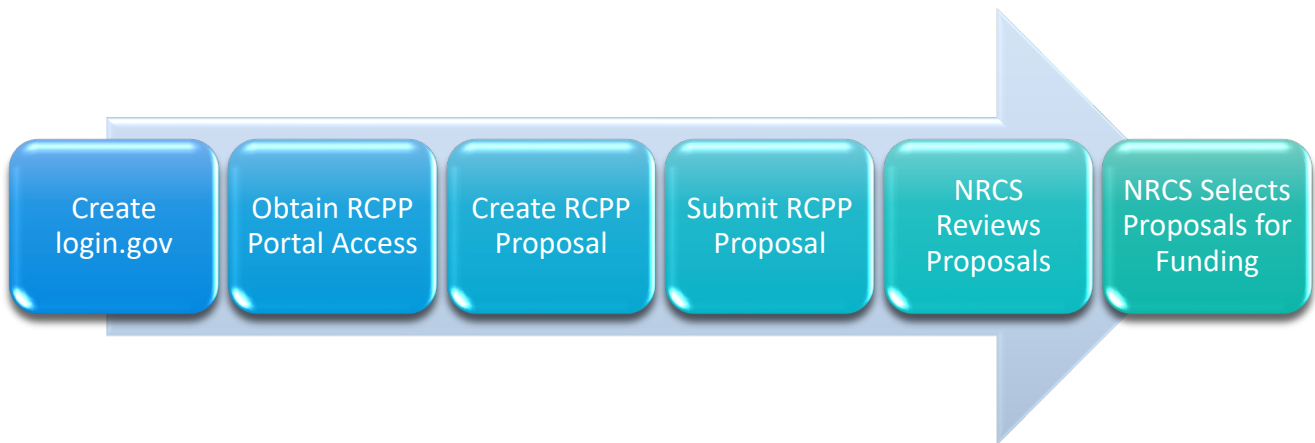 Create
login.gov
Obtain RCPP
Portal Access
Create RCPP
Proposal
Submit RCPP
Proposal
NRCS
Reviews
Proposals
NRCS Selects
Proposals for
Funding